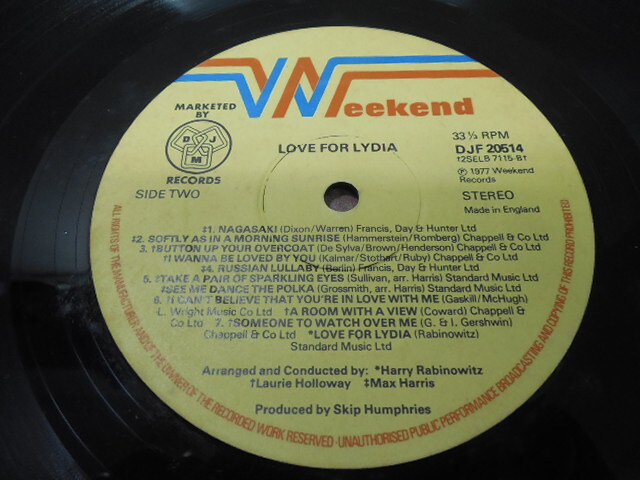 Weekend
MARKETED
BY
DJM
RECORDS
SIDE TWO
LOVE FOR LYDIA
33⅓ RPM
DJF 20514
†2SELB 7115-B†
Ⓟ 1977 Weekend
Records
STEREO
Made in England
‡1. NAGASAKI (Dixon/Warren) Francis, Day & Hunter Ltd
‡2. SOFTLY AS IN A MORNING SUNRISE (Hammerstein/Romberg) Chappell & Co Ltd
3. †BUTTON UP YOUR OVERCOAT (De Sylva/Brown/Henderson) Chappell & Co Ltd
†I WANNA BE LOVED BY YOU (Kalmar/Stothart/Ruby) Chappell & Co Ltd
‡4. RUSSIAN LULLABY (Berlin) Francis, Day & Hunter Ltd
5. ‡TAKE A PAIR OF SPARKLING EYES (Sullivan, arr. Harris) Standard Music Ltd
‡SEE ME DANCE THE POLKA (Grossmith, arr. Harris) Standard Music Ltd
6. †I CAN'T BELIEVE THAT YOU'RE IN LOVE WITH ME (Gaskill/McHugh)
L. Wright Music Co Ltd †A ROOM WITH A VIEW (Coward) Chappell &
Co Ltd 7. †SOMEONE TO WATCH OVER ME (G. & I. Gershwin)
Chappell & Co Ltd *LOVE FOR LYDIA (Rabinowitz)
Standard Music Ltd
Arranged and Conducted by: *Harry Rabinowitz
†Laurie Holloway ‡Max Harris
Produced by Skip Humphries
ALL RIGHTS OF THE MANUFACTURER AND OF THE OWNER OF THE RECORDED WORK RESERVED · UNAUTHORISED PUBLIC PERFORMANCE BROADCASTING AND COPYING OF THIS RECORD PROHIBITED